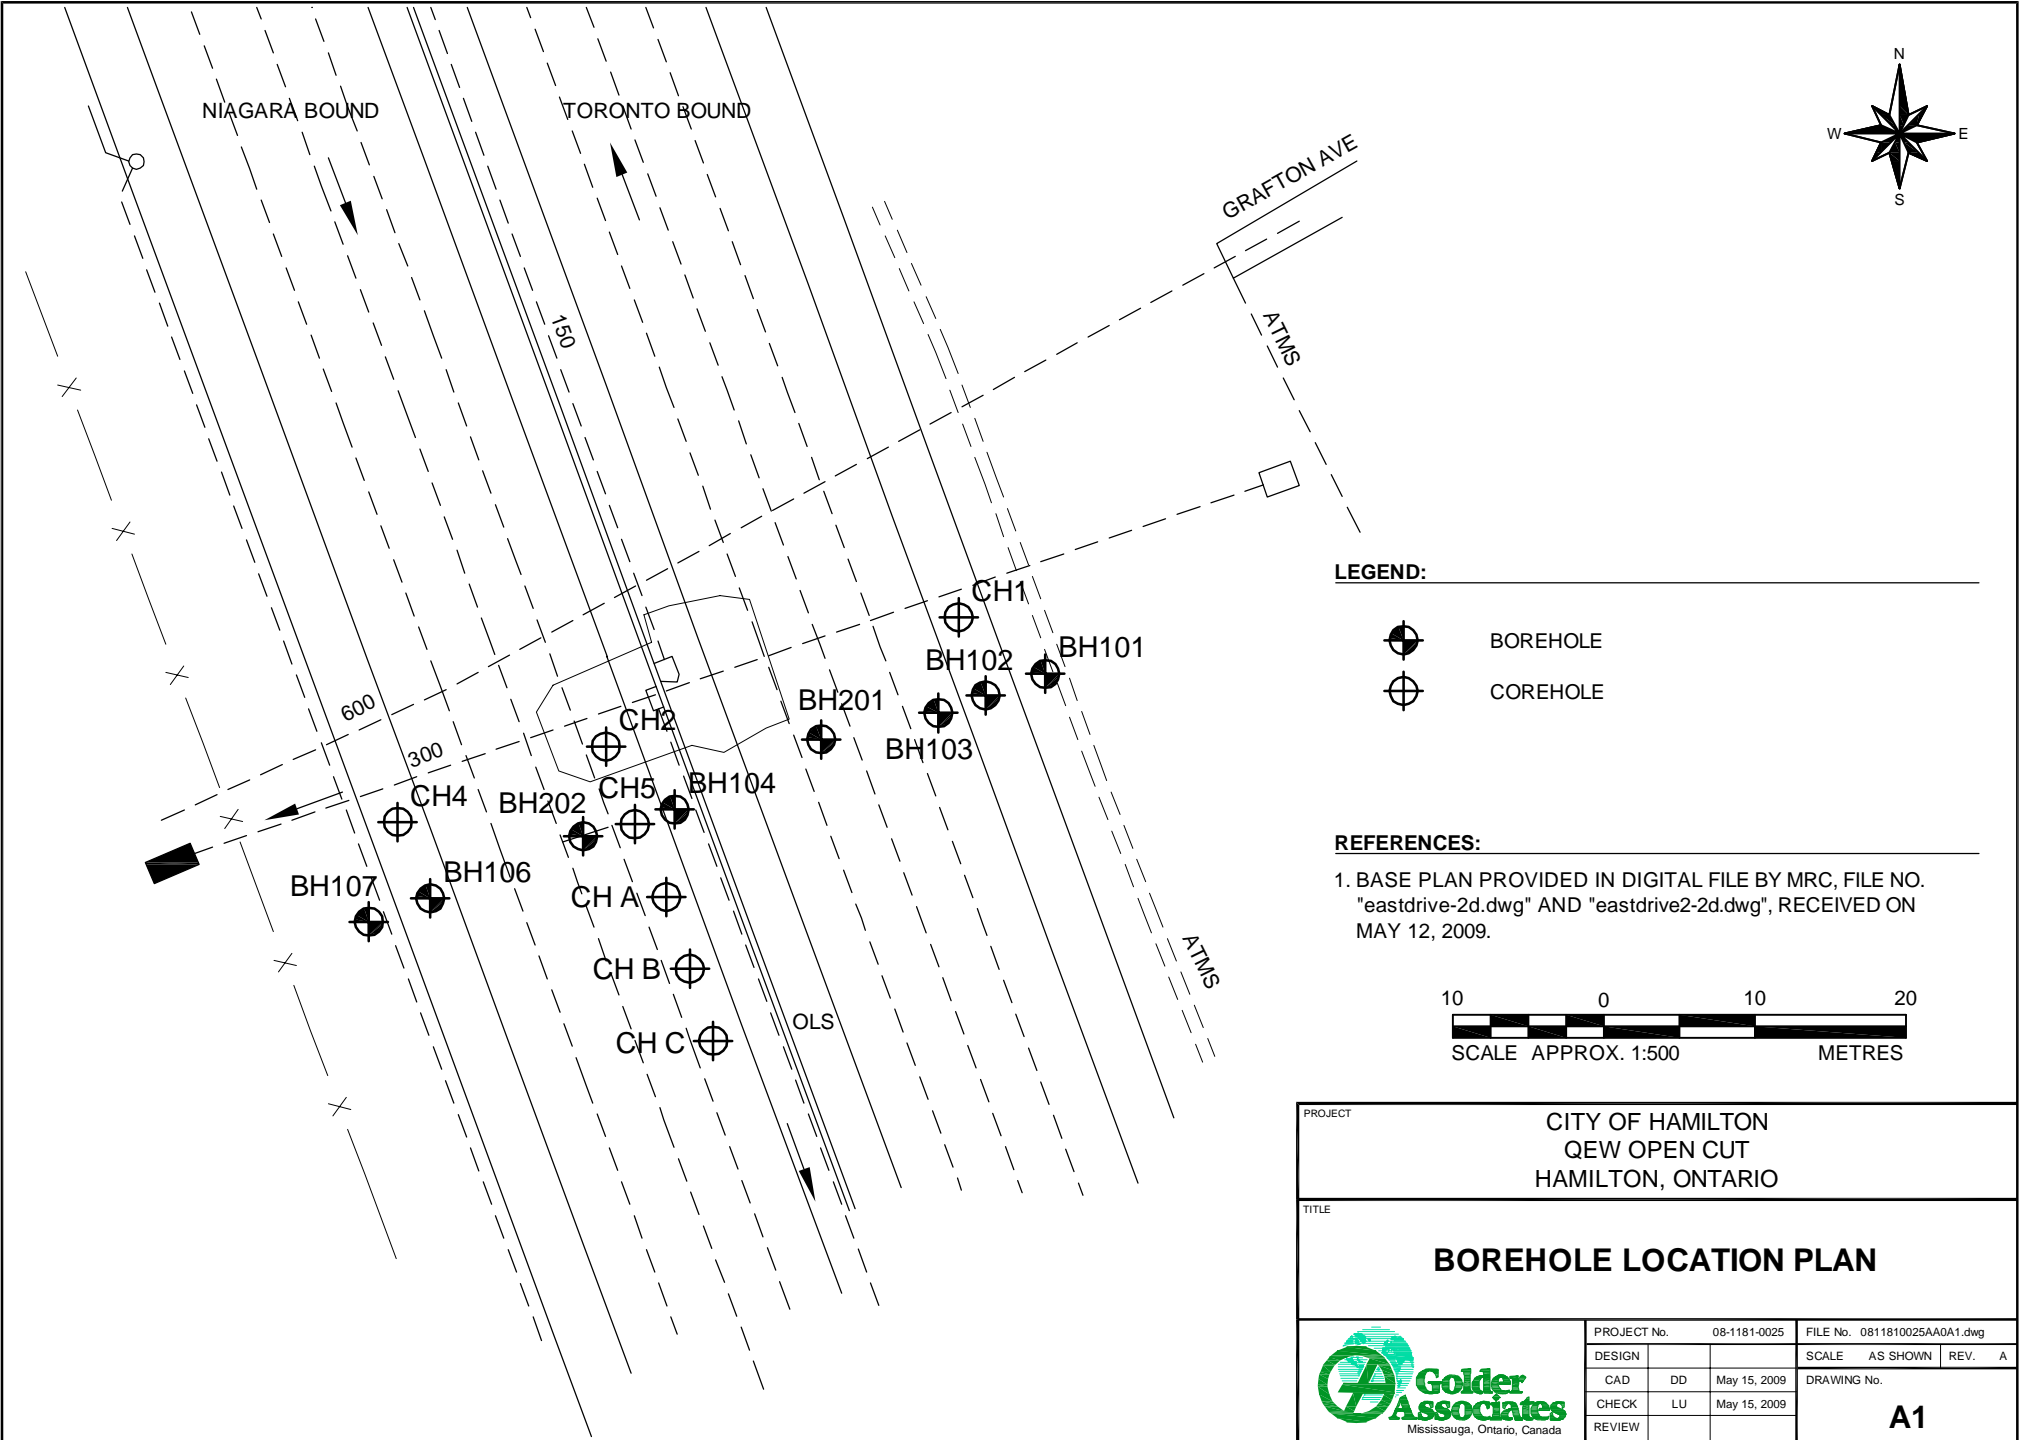 NIAGARA BOUND
TORONTO BOUND
N
W
E
S
GRAFTON AVE
150
ATMS
CH1
BH101
BH102
BH201
BH103
600
300
CH2
CH4
BH202
CH5
BH104
BH107
BH106
CH A
CH B
CH C
OLS
ATMS
LEGEND:
BOREHOLE
COREHOLE
REFERENCES:
1. BASE PLAN PROVIDED IN DIGITAL FILE BY MRC, FILE NO.
"eastdrive-2d.dwg" AND "eastdrive2-2d.dwg", RECEIVED ON
MAY 12, 2009.
10 0 10 20
SCALE APPROX. 1:500 METRES
PROJECT
CITY OF HAMILTON
QEW OPEN CUT
HAMILTON, ONTARIO
TITLE
BOREHOLE LOCATION PLAN
Golder
Associates
Mississauga, Ontario, Canada
PROJECT No. 08-1181-0025 FILE No. 0811810025AA0A1.dwg
DESIGN SCALE AS SHOWN REV. A
CAD DD May 15, 2009 DRAWING No.
CHECK LU May 15, 2009
REVIEW
A1